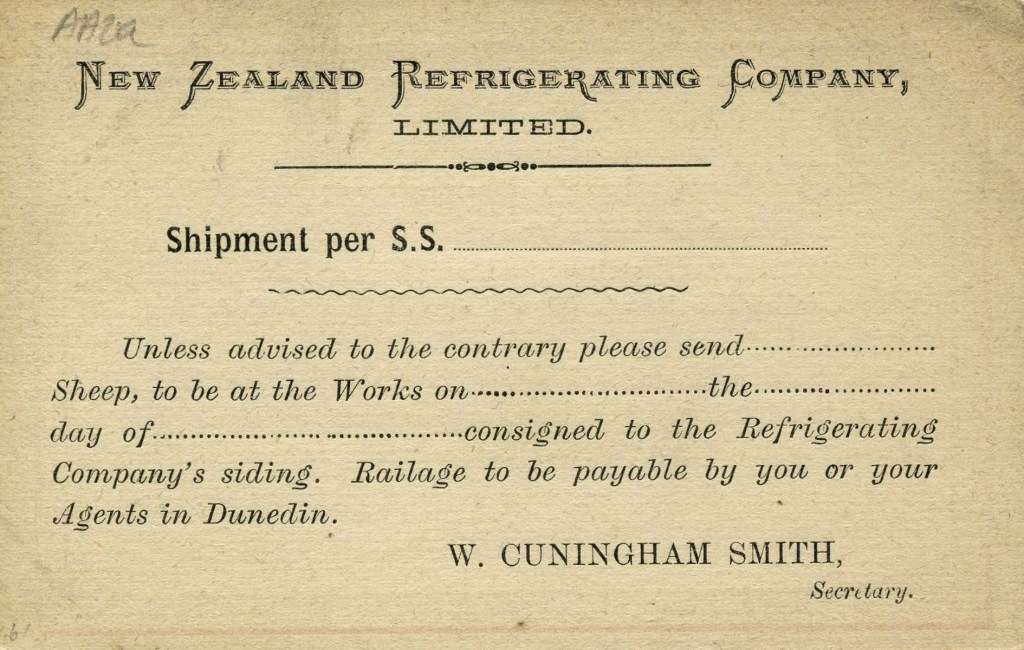 AA2a
NEW ZEALAND REFRIGERATING COMPANY,
LIMITED.
Shipment per S.S. ........................................
Unless advised to the contrary please send........................
Sheep, to be at the Works on..............................the........................
day of........................................consigned to the Refrigerating
Company's siding. Railage to be payable by you or your
Agents in Dunedin.
W. CUNINGHAM SMITH,
Secretary.